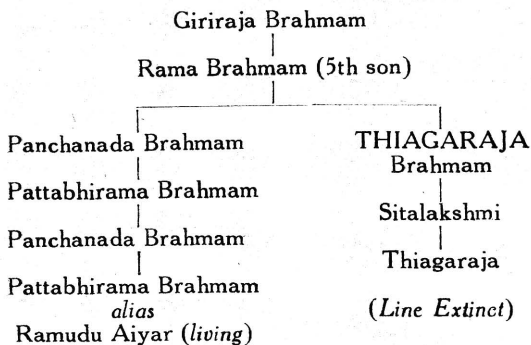 Giriraja Brahmam
Rama Brahmam (5th son)
Panchanada Brahmam
Pattabhirama Brahmam
Panchanada Brahmam
Pattabhirama Brahmam
alias
Ramudu Aiyar (living)
THIAGARAJA
Brahmam
Sitalakshmi
Thiagaraja
(Line Extinct)